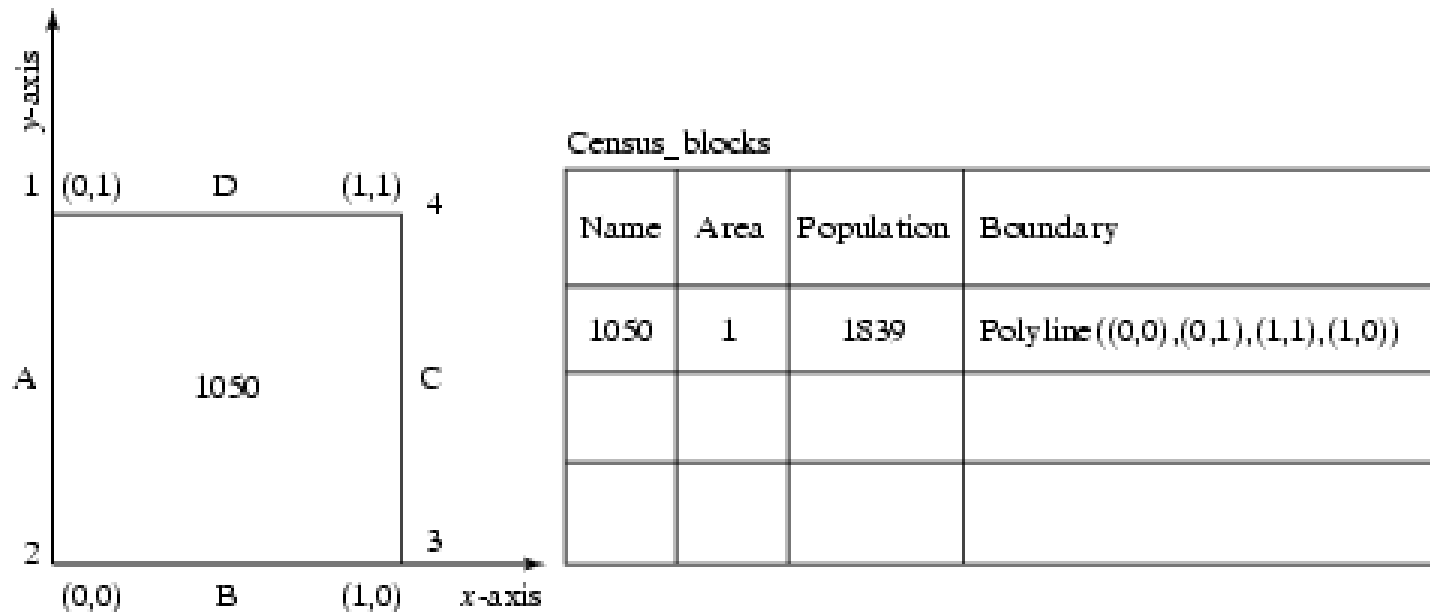 y-axis
1 (0,1) D (1,1) 4
A 1050 C
2 3
(0,0) B (1,0) x-axis
Census_blocks
Name Area Population Boundary
1050 1 1839 Polyline((0,0),(0,1),(1,1),(1,0))